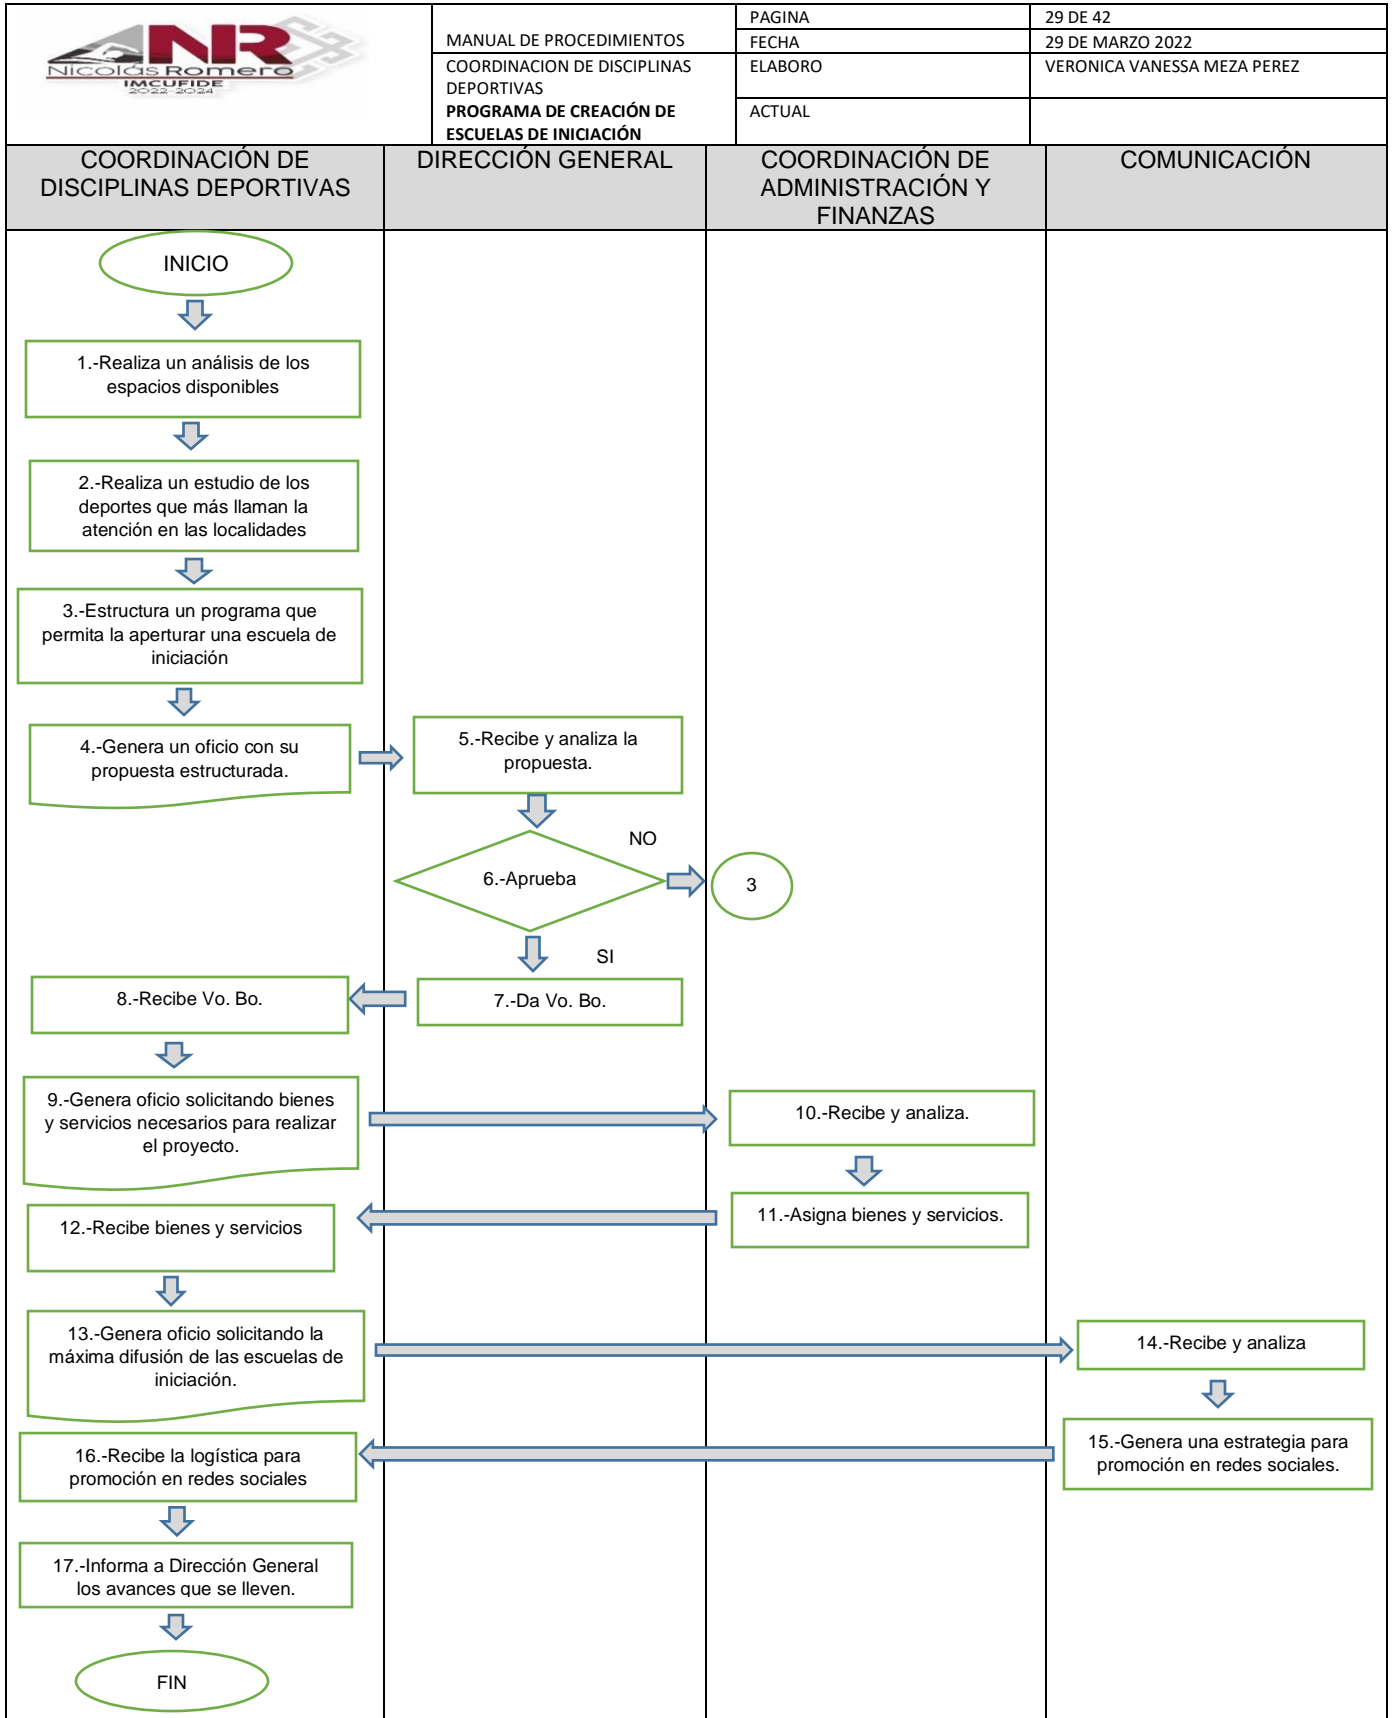 NR
Nicolás Romero
IMCUFIDE
2022-2024
MANUAL DE PROCEDIMIENTOS
COORDINACION DE DISCIPLINAS
DEPORTIVAS
PROGRAMA DE CREACIÓN DE
ESCUELAS DE INICIACIÓN
PAGINA
29 DE 42
FECHA
29 DE MARZO 2022
ELABORO
VERONICA VANESSA MEZA PEREZ
ACTUAL
COORDINACIÓN DE
DISCIPLINAS DEPORTIVAS
DIRECCIÓN GENERAL
COORDINACIÓN DE
ADMINISTRACIÓN Y
FINANZAS
COMUNICACIÓN
INICIO
1.-Realiza un análisis de los
espacios disponibles
2.-Realiza un estudio de los
deportes que más llaman la
atención en las localidades
3.-Estructura un programa que
permita la aperturar una escuela de
iniciación
4.-Genera un oficio con su
propuesta estructurada.
5.-Recibe y analiza la
propuesta.
6.-Aprueba
NO
3
SI
7.-Da Vo. Bo.
8.-Recibe Vo. Bo.
9.-Genera oficio solicitando bienes
y servicios necesarios para realizar
el proyecto.
10.-Recibe y analiza.
11.-Asigna bienes y servicios.
12.-Recibe bienes y servicios
13.-Genera oficio solicitando la
máxima difusión de las escuelas de
iniciación.
14.-Recibe y analiza
15.-Genera una estrategia para
promoción en redes sociales.
16.-Recibe la logística para
promoción en redes sociales
17.-Informa a Dirección General
los avances que se lleven.
FIN